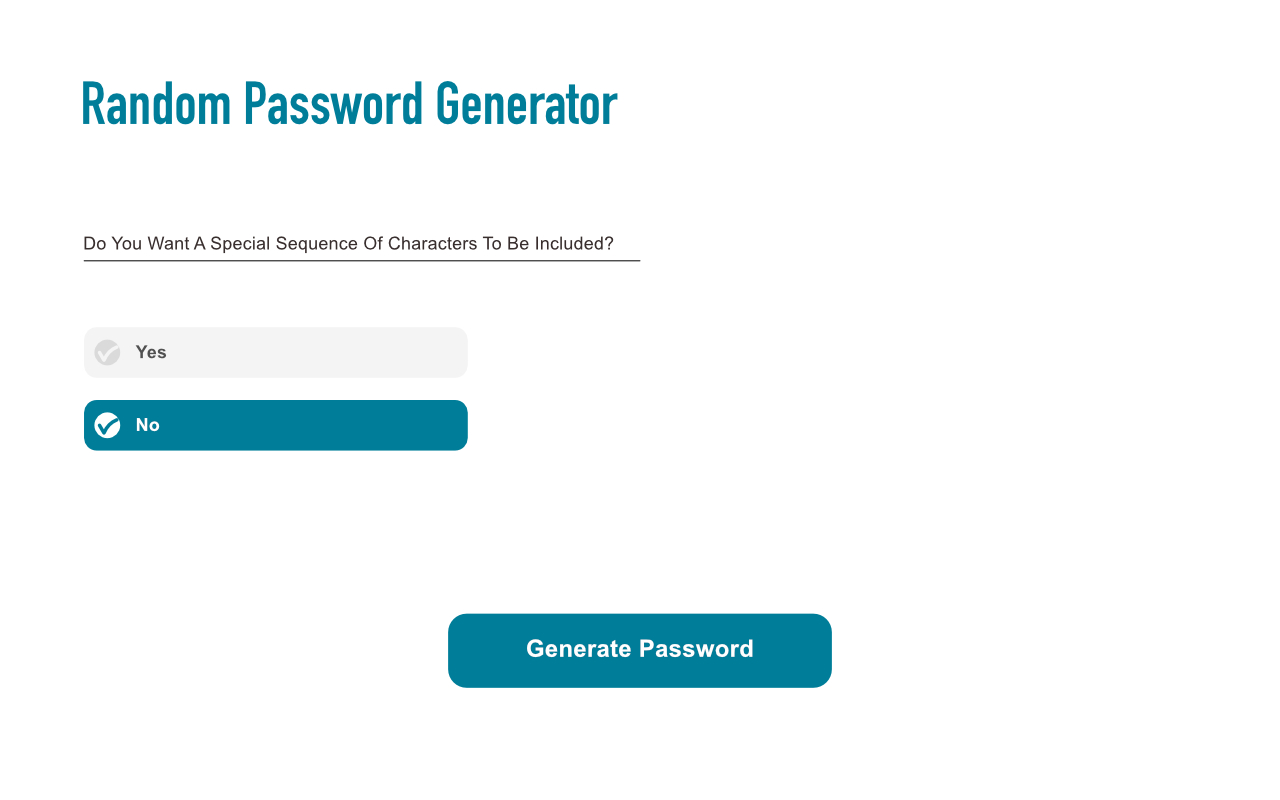 Random Password Generator
Do You Want A Special Sequence Of Characters To Be Included?
Yes
No
Generate Password